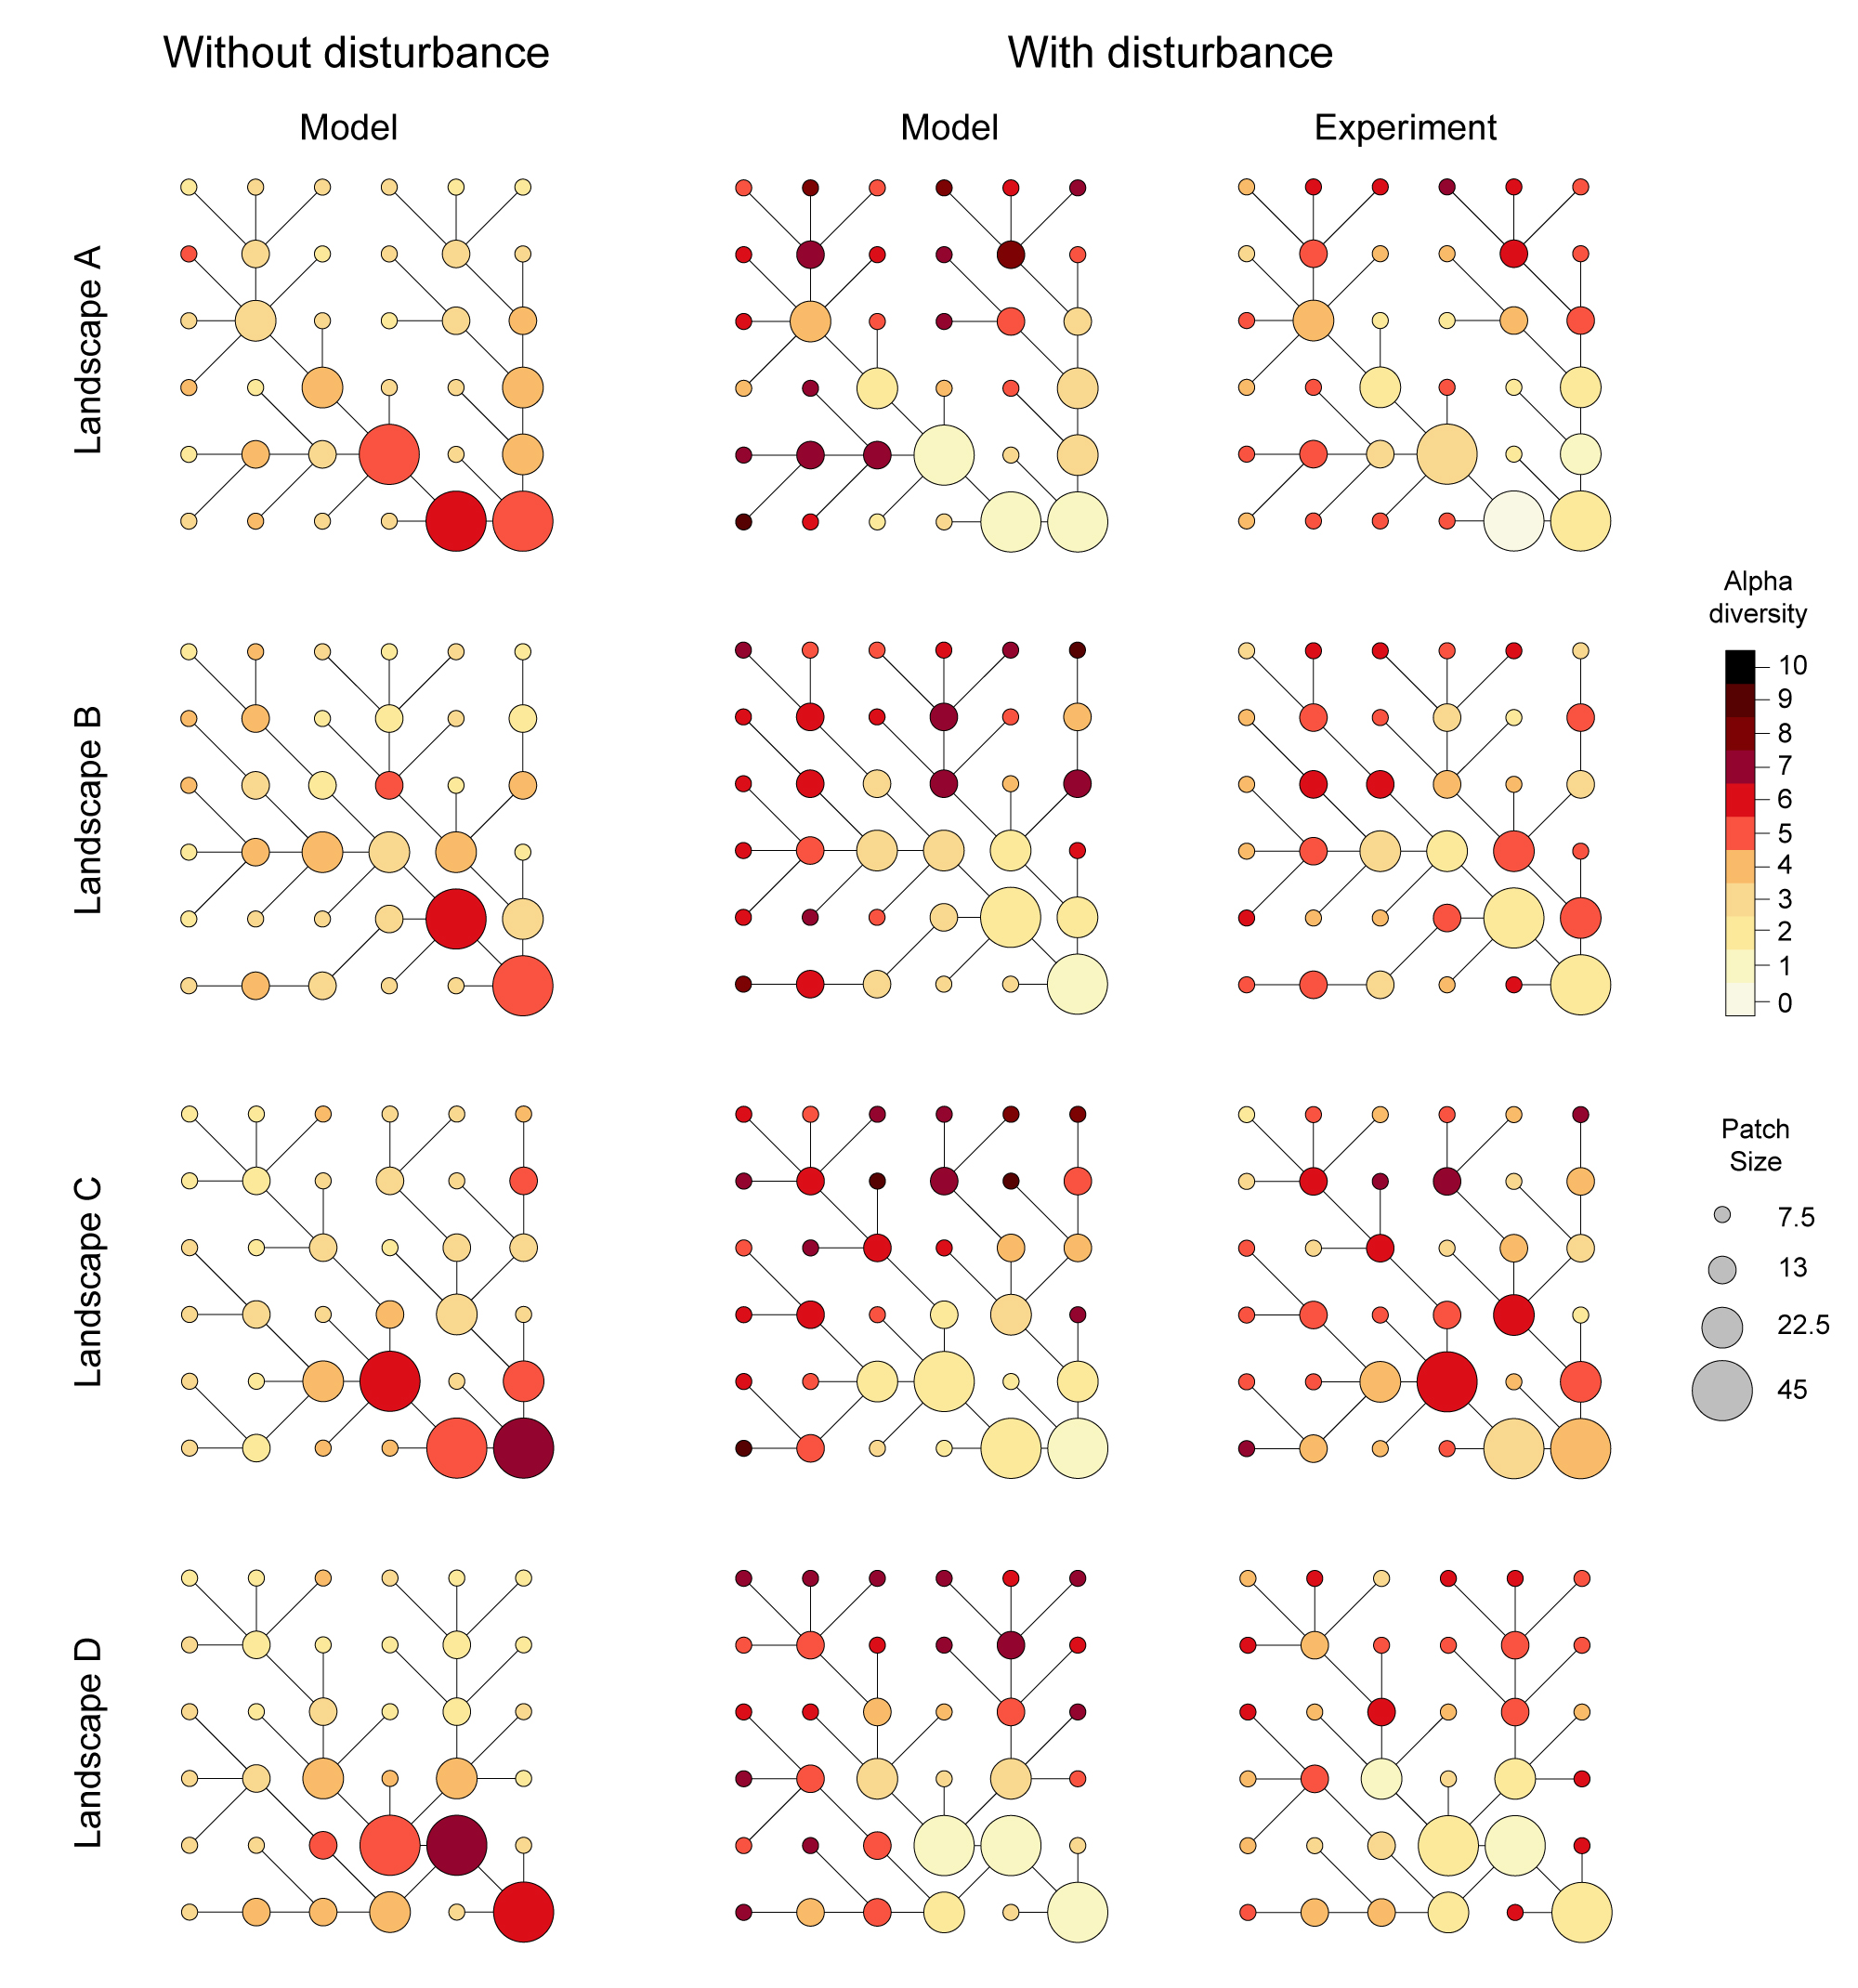 Without disturbance
With disturbance
Model
Model
Experiment
Landscape A
Landscape B
Landscape C
Landscape D
Alpha
diversity
10
9
8
7
6
5
4
3
2
1
0
Patch
Size
7.5
13
22.5
45